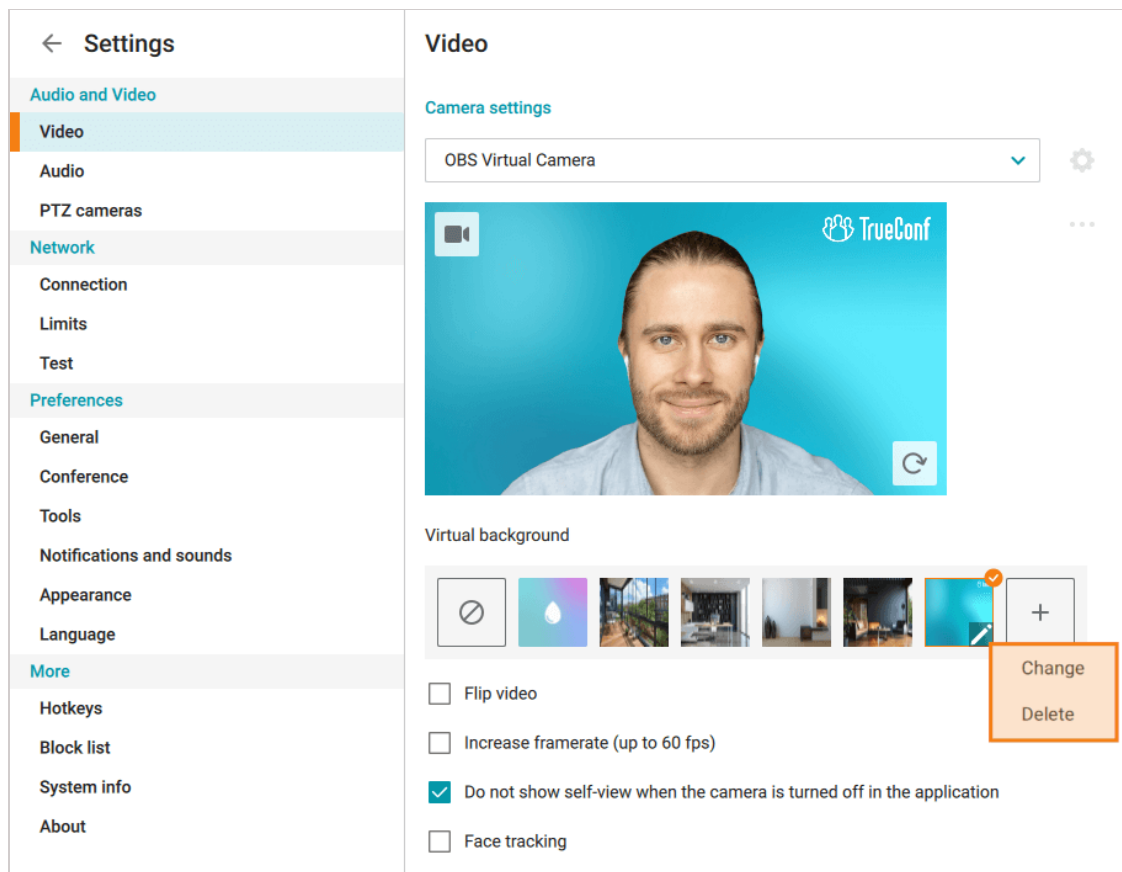 Settings
Audio and Video
Video
Audio
PTZ cameras
Network
Connection
Limits
Test
Preferences
General
Conference
Tools
Notifications and sounds
Appearance
Language
More
Hotkeys
Block list
System info
About
Video
Camera settings
OBS Virtual Camera
TrueConf
Virtual background
Change
Delete
Flip video
Increase framerate (up to 60 fps)
Do not show self-view when the camera is turned off in the application
Face tracking